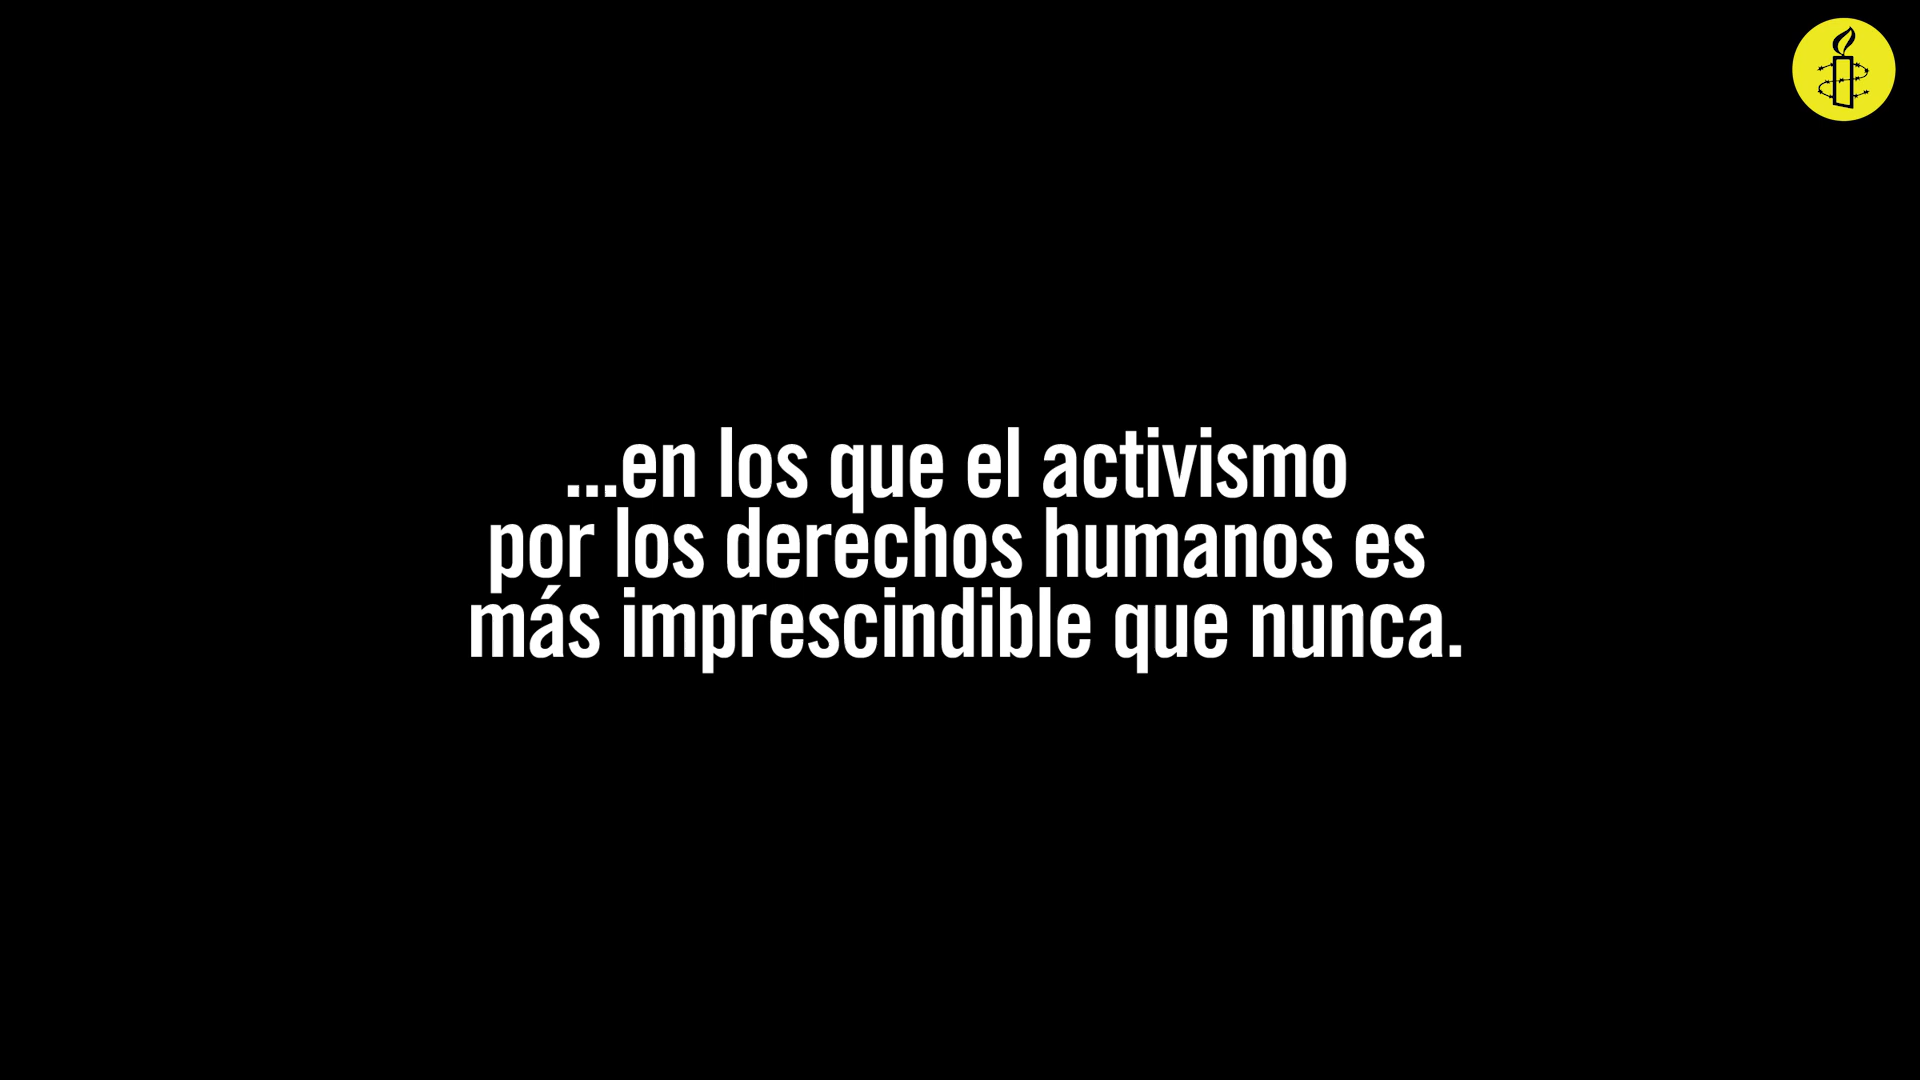 ...en los que el activismo
por los derechos humanos es
más imprescindible que nunca.